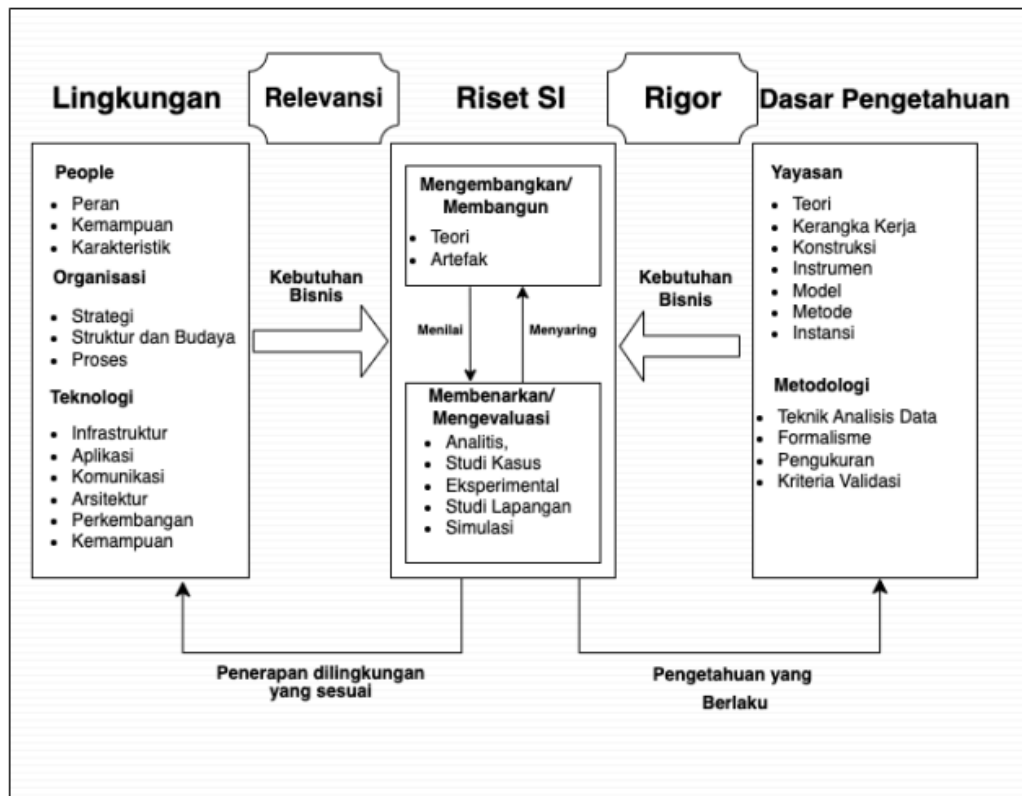 Lingkungan
Relevansi
Riset SI
Rigor
Dasar Pengetahuan
People
• Peran
• Kemampuan
• Karakteristik
Organisasi
• Strategi
• Struktur dan Budaya
• Proses
Teknologi
• Infrastruktur
• Aplikasi
• Komunikasi
• Arsitektur
• Perkembangan
• Kemampuan
Kebutuhan
Bisnis
Mengembangkan/
Membangun
• Teori
• Artefak
Menilai
Menyaring
Membenarkan/
Mengevaluasi
• Analitis,
• Studi Kasus
• Eksperimental
• Studi Lapangan
• Simulasi
Kebutuhan
Bisnis
Yayasan
• Teori
• Kerangka Kerja
• Konstruksi
• Instrumen
• Model
• Metode
• Instansi
Metodologi
• Teknik Analisis Data
• Formalisme
• Pengukuran
• Kriteria Validasi
Penerapan dilingkungan
yang sesuai
Pengetahuan yang
Berlaku